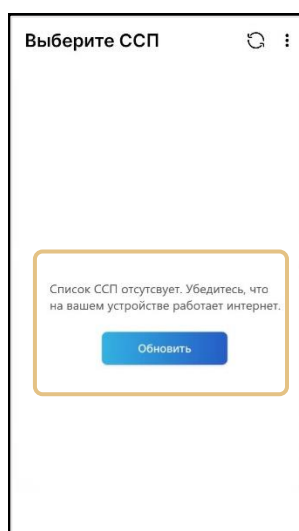 Выберите ССП
Список ССП отсутсвует. Убедитесь, что
на вашем устройстве работает интернет.
Обновить